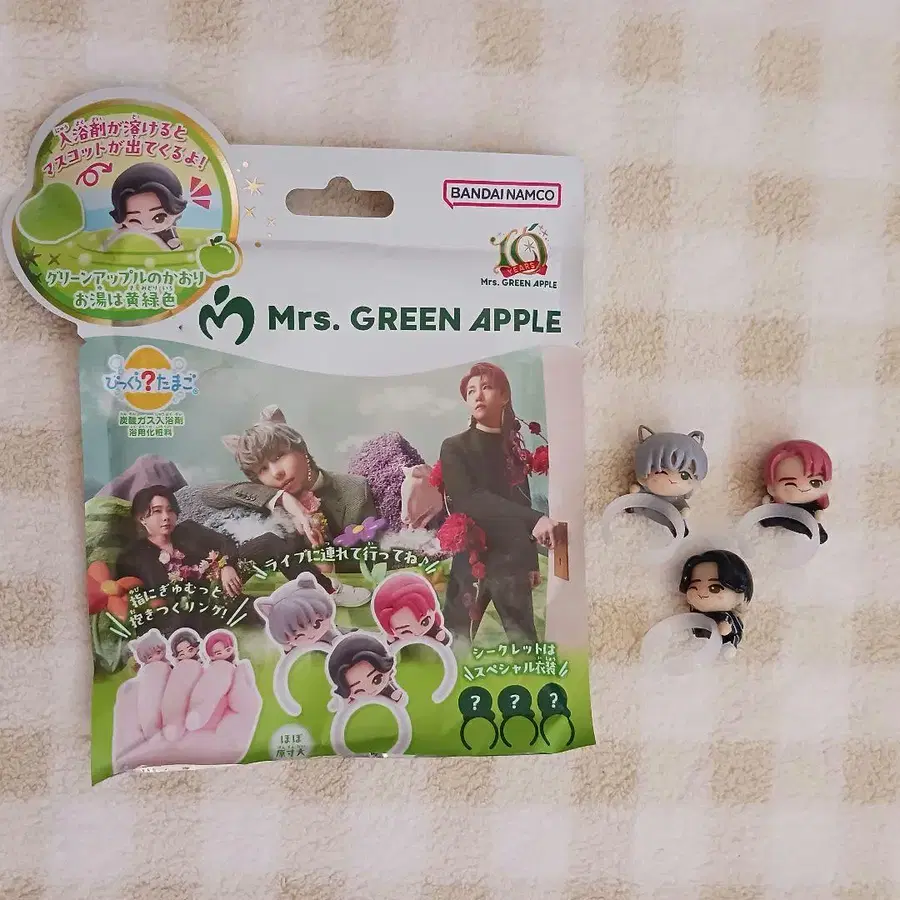 入浴剤が溶けると
マスコットが出てくるよ!
グリーンアップルのかおり
お湯は黄緑色
BANDAI NAMCO
10
YEARS
Mrs. GREEN APPLE
Mrs. GREEN APPLE
びっくら?たまご
炭酸ガス入浴剤
浴用化粧料
ライブに連れて行ってね♪
指にぎゅむっと
抱きつくリング!
シークレットは
スペシャル衣装
? ? ?
ほぼ
原寸大